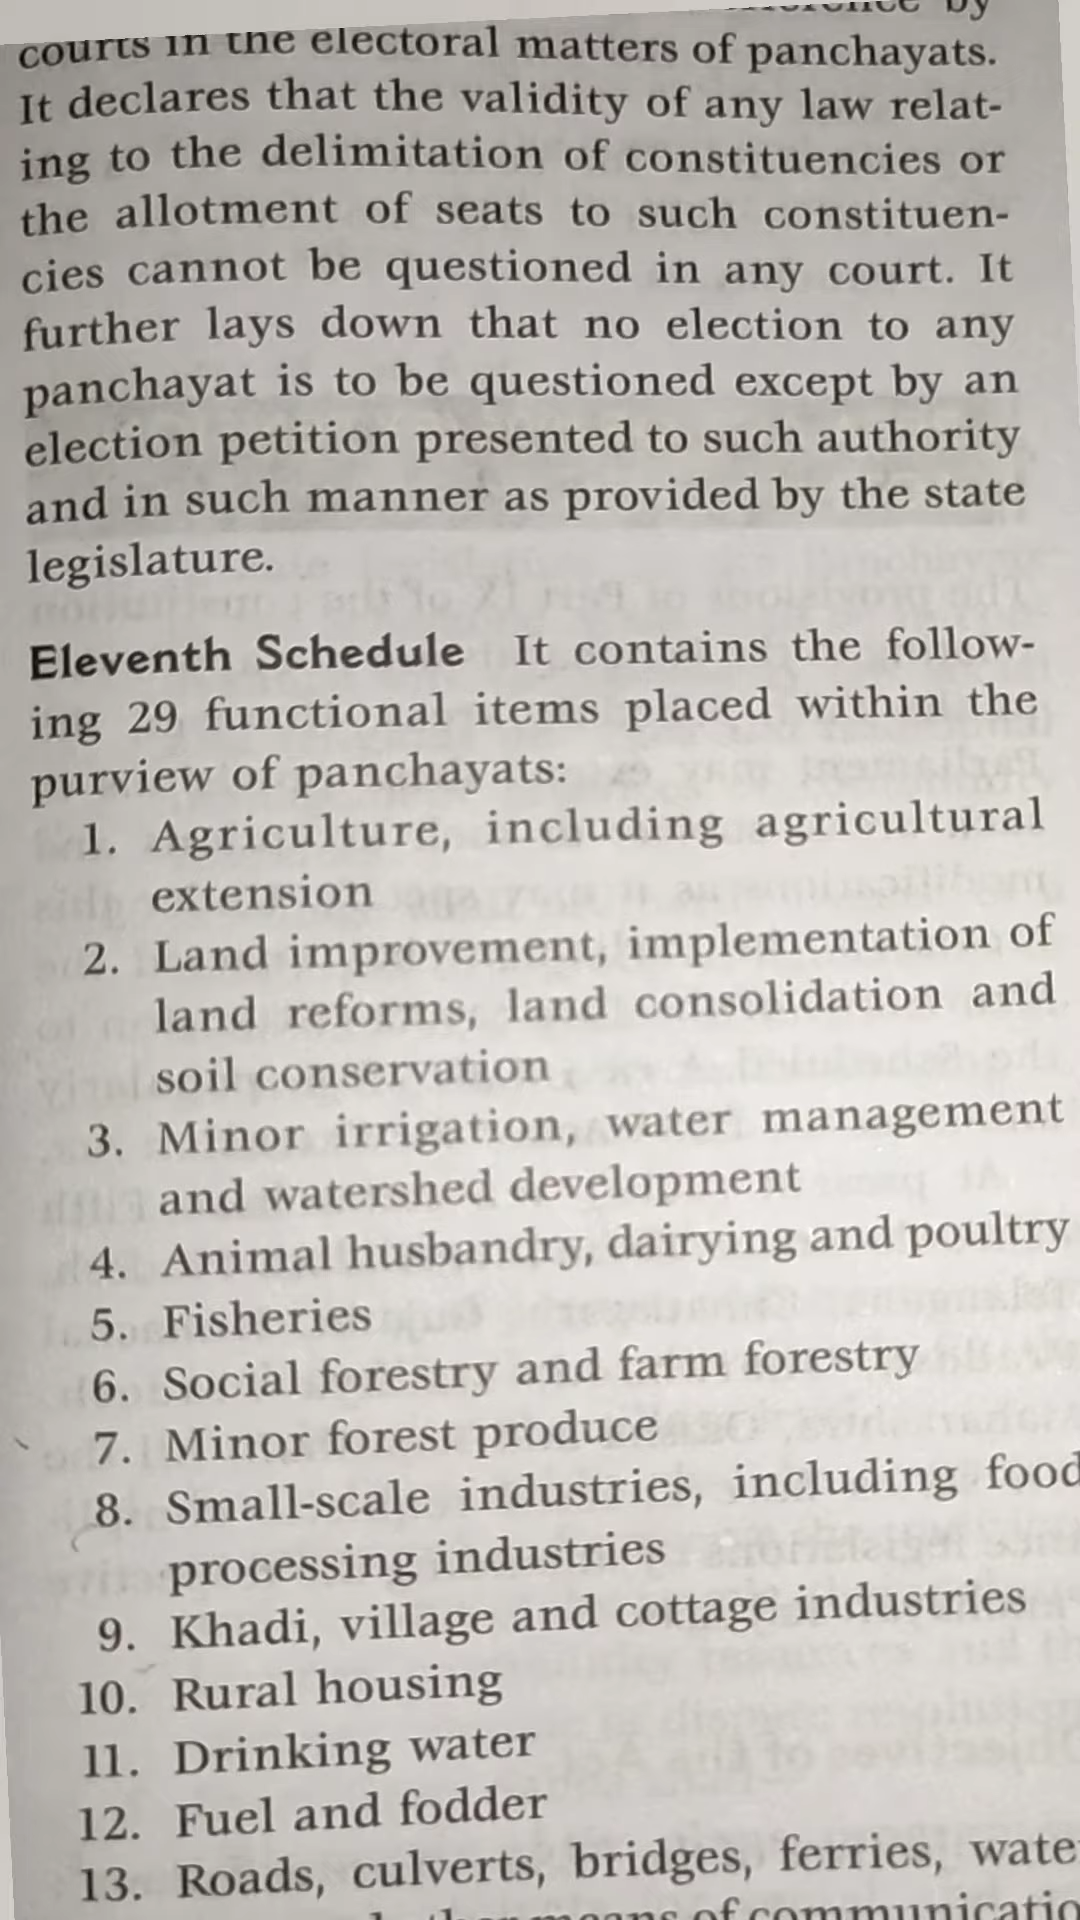 by
courts in the electoral matters of panchayats.
It declares that the validity of any law relat-
ing to the delimitation of constituencies or
the allotment of seats to such constituen-
cies cannot be questioned in any court. It
further lays down that no election to any
panchayat is to be questioned except by an
election petition presented to such authority
and in such manner as provided by the state
legislature.
Eleventh Schedule It contains the follow-
ing 29 functional items placed within the
purview of panchayats:
1. Agriculture, including agricultural
extension
2. Land improvement, implementation of
land reforms, land consolidation and
soil conservation
3. Minor irrigation, water management
and watershed development
4. Animal husbandry, dairying and poultry
5. Fisheries
6. Social forestry and farm forestry
7. Minor forest produce
8. Small-scale industries, including food
processing industries
9. Khadi, village and cottage industries
10. Rural housing
11. Drinking water
12. Fuel and fodder
13. Roads, culverts, bridges, ferries, wate
means of communicatio